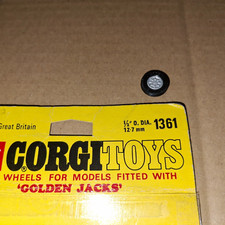 Great Britain
½" O. DIA.
12·7 mm
1361
CORGI TOYS
WHEELS FOR MODELS FITTED WITH
'GOLDEN JACKS'